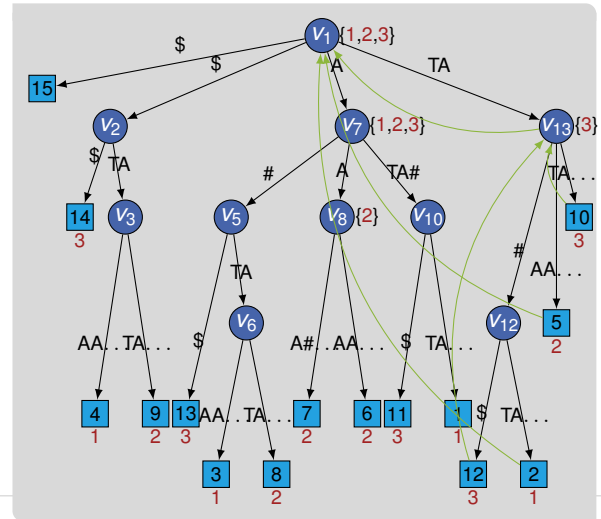 v1 {1,2,3}
$
$
A
TA
15
v2
v7 {1,2,3}
v13 {3}
$
TA
#
A
TA#
TA...
14
3
v3
v5
v8 {2}
v10
10
3
#
AA...
TA
v6
v12
5
2
AA...
TA...
$
A#...
AA...
$
TA...
4
1
9
2
13
3
AA...
TA...
7
2
6
2
11
3
1
1
$
TA...
3
1
8
2
12
3
2
1